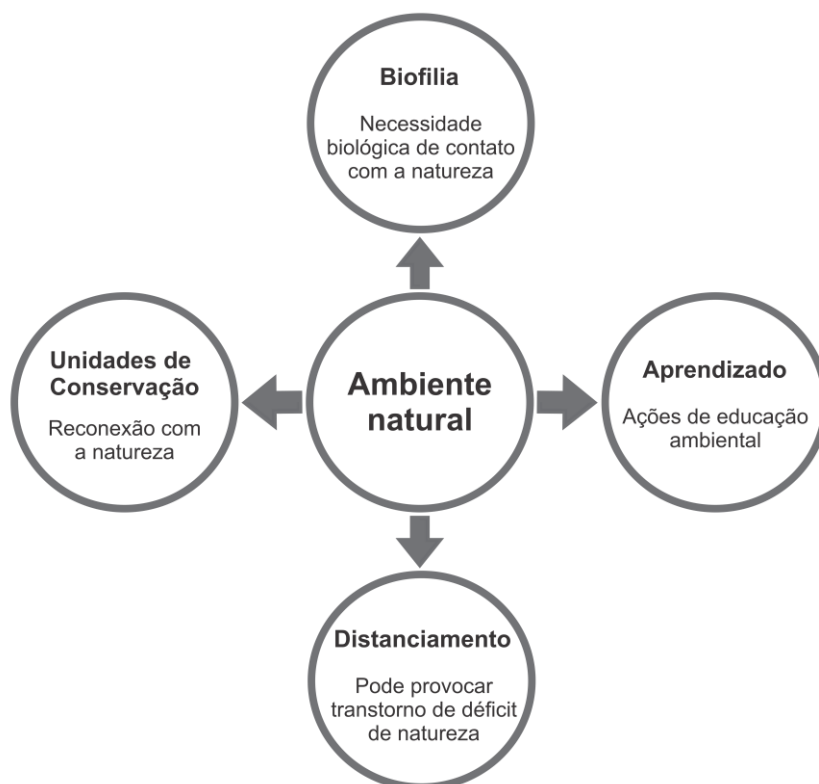 Biofilia
Necessidade
biológica de contato
com a natureza
Unidades de
Conservação
Reconexão com
a natureza
Ambiente
natural
Aprendizado
Ações de educação
ambiental
Distanciamento
Pode provocar
transtorno de déficit
de natureza